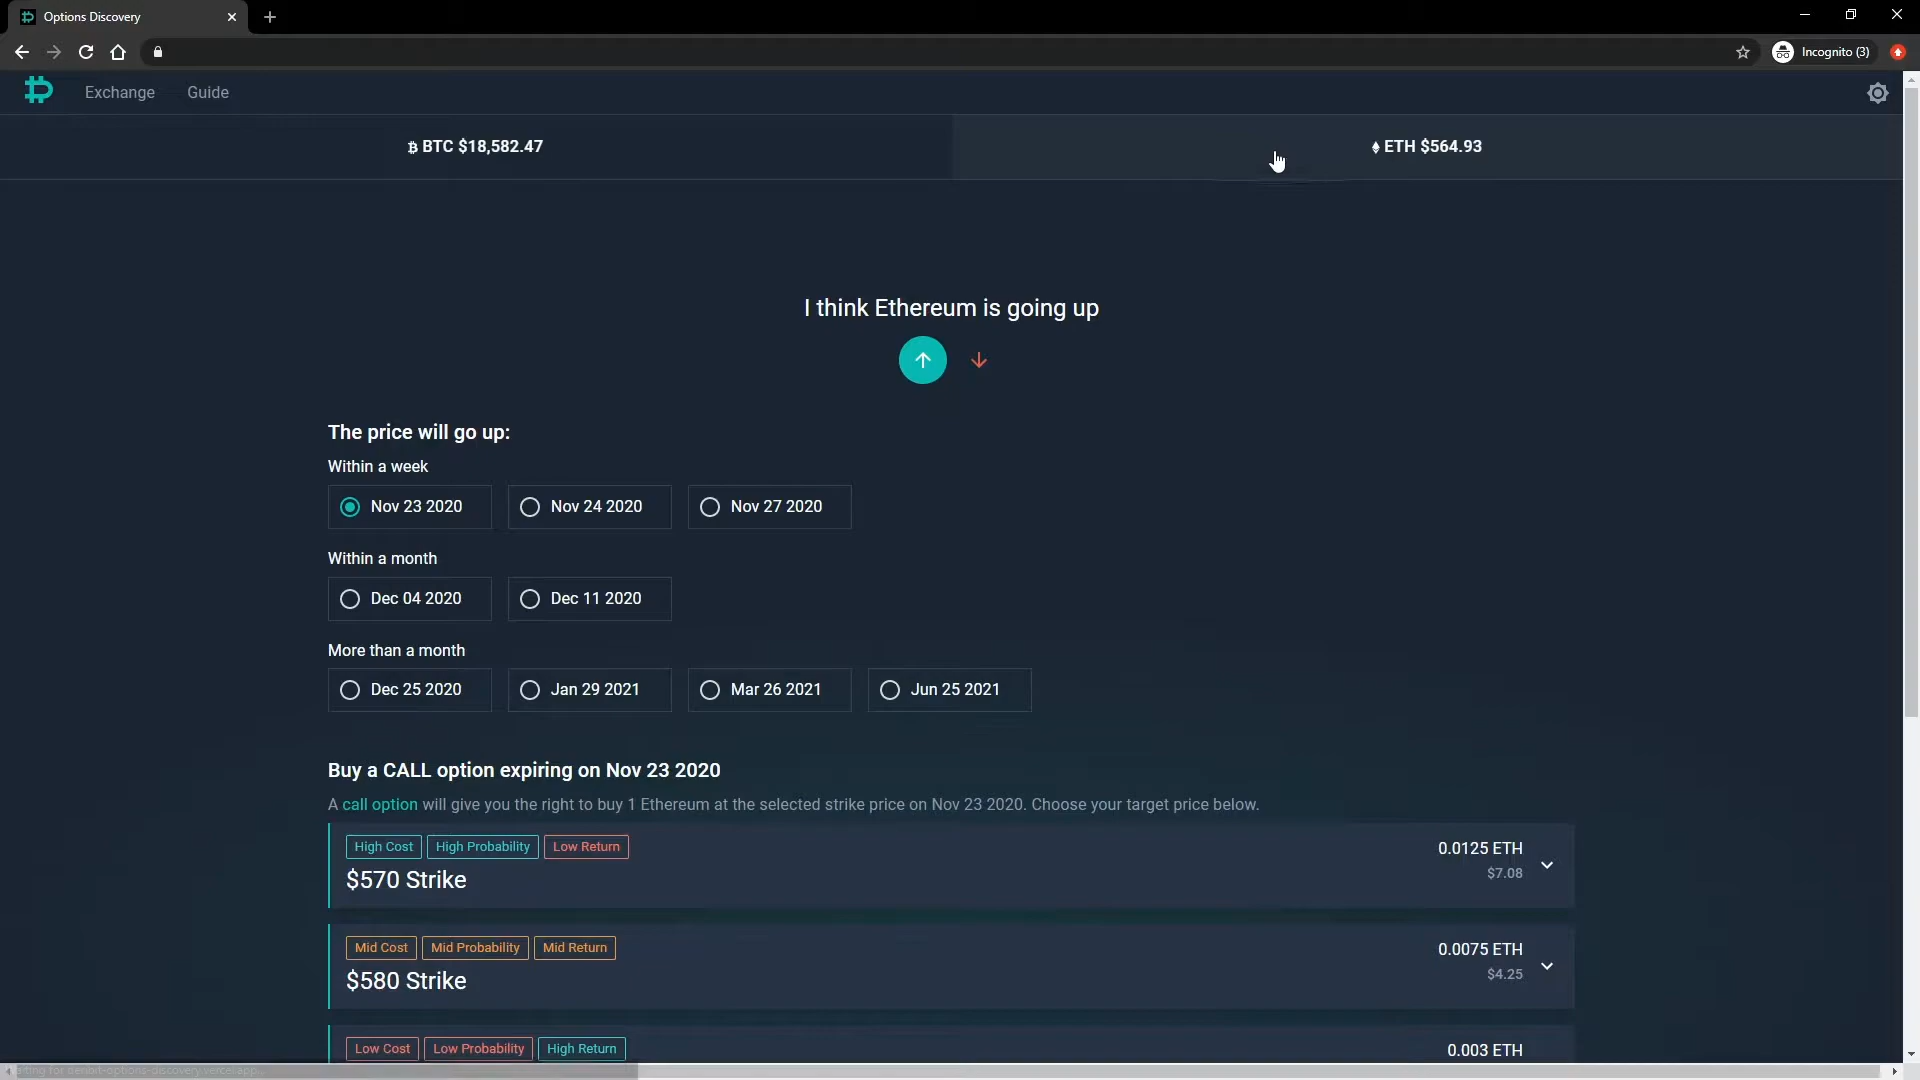 Options Discovery
Incognito (3)
Exchange Guide
BTC $18,582.47
ETH $564.93
I think Ethereum is going up
The price will go up:
Within a week
Nov 23 2020
Nov 24 2020
Nov 27 2020
Within a month
Dec 04 2020
Dec 11 2020
More than a month
Dec 25 2020
Jan 29 2021
Mar 26 2021
Jun 25 2021
Buy a CALL option expiring on Nov 23 2020
A call option will give you the right to buy 1 Ethereum at the selected strike price on Nov 23 2020. Choose your target price below.
High Cost High Probability Low Return
$570 Strike
0.0125 ETH
$7.08
Mid Cost Mid Probability Mid Return
$580 Strike
0.0075 ETH
$4.25
Low Cost Low Probability High Return
0.003 ETH